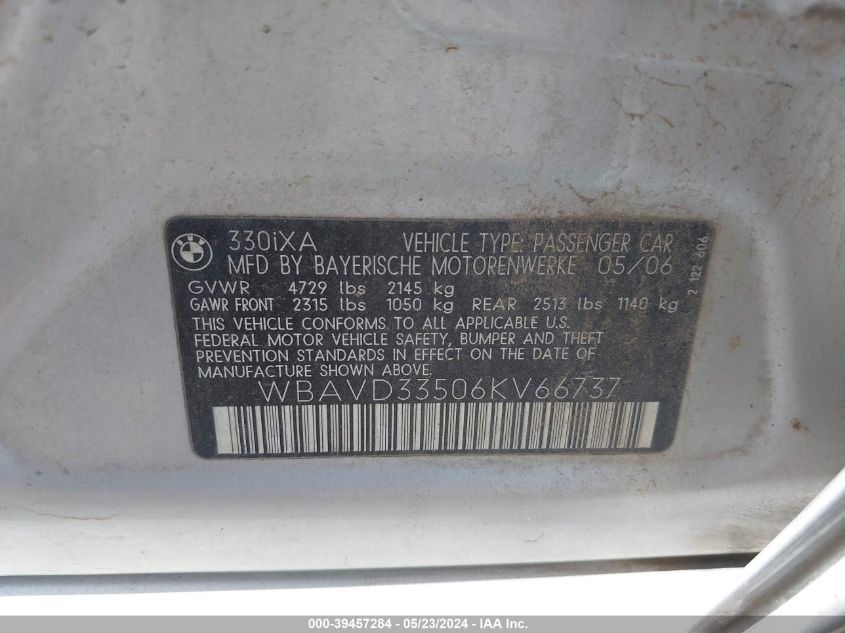 BMW
330iXA VEHICLE TYPE: PASSENGER CAR
MFD BY BAYERISCHE MOTORENWERKE 05/06
GVWR 4729 lbs 2145 kg
GAWR FRONT 2315 lbs 1050 kg REAR 2513 lbs 1140 kg
THIS VEHICLE CONFORMS TO ALL APPLICABLE U.S.
FEDERAL MOTOR VEHICLE SAFETY, BUMPER AND THEFT
PREVENTION STANDARDS IN EFFECT ON THE DATE OF
MANUFACTURE SHOWN ABOVE.
WBAVD33506KV66737
2 122 606
000-39457284 - 05/23/2024 - IAA Inc.